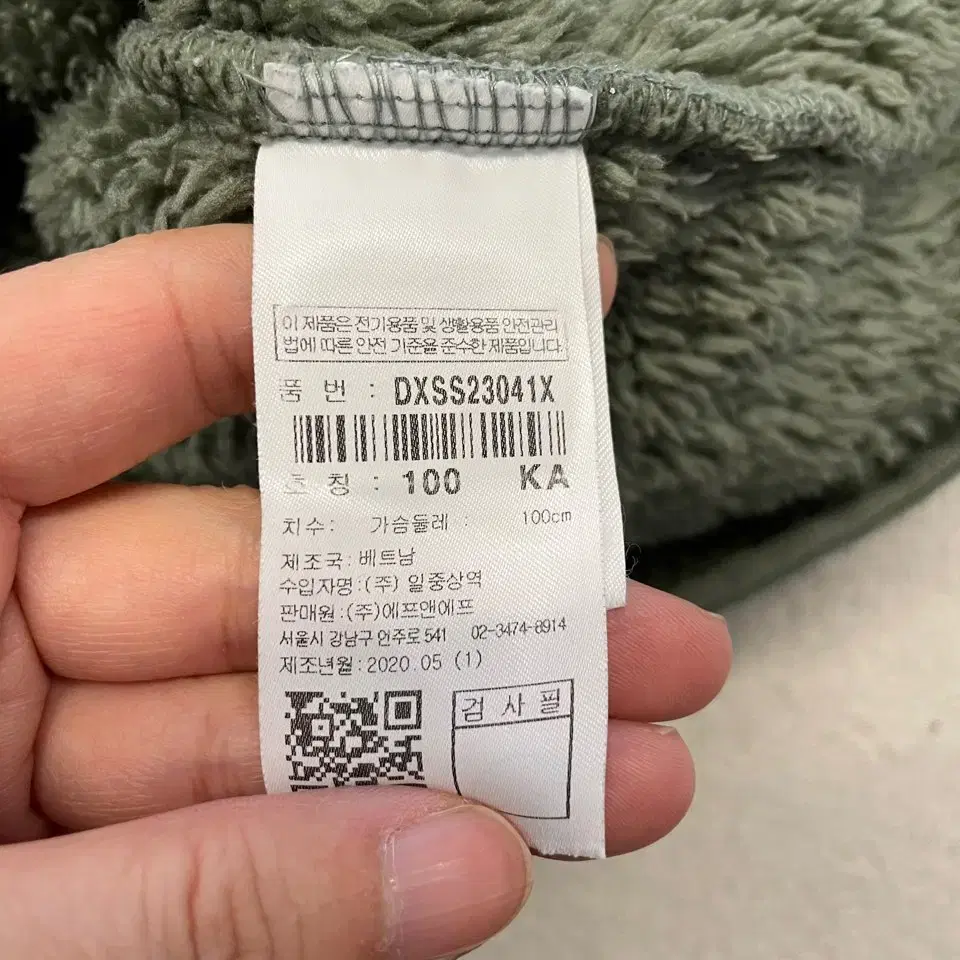 이 제품은 전기용품 및 생활용품 안전관리
법에 따른 안전 기준을 준수한 제품입니다.
품 번 : DXSS23041X
호 칭 : 100 KA
치수: 가슴둘레 : 100cm
제조국: 베트남
수입자명:(주) 일중상역
판매원:(주)에프앤에프
서울시 강남구 언주로 541 02-3474-8914
제조년월:2020.05 (1)
검 사 필